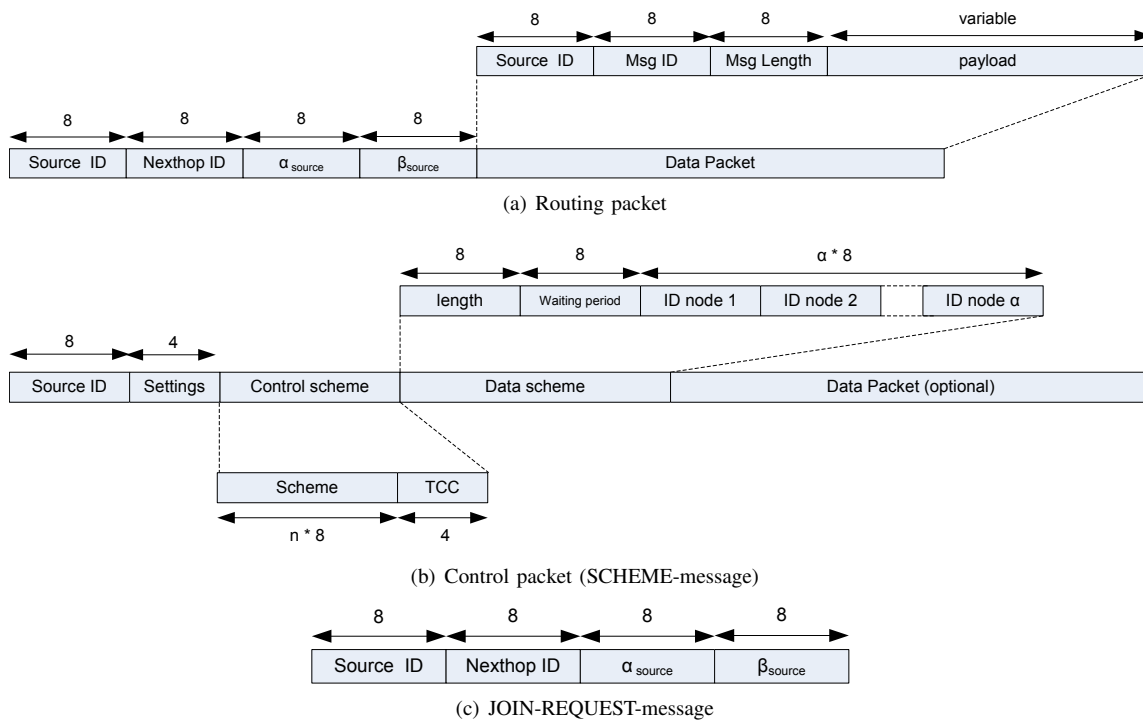 8 8 8 variable
Source ID Msg ID Msg Length payload
8 8 8 8
Source ID Nexthop ID α source βsource Data Packet
(a) Routing packet
8 8 α * 8
length Waiting period ID node 1 ID node 2 ID node α
8 4
Source ID Settings Control scheme Data scheme Data Packet (optional)
Scheme TCC
n * 8 4
(b) Control packet (SCHEME-message)
8 8 8 8
Source ID Nexthop ID α source βsource
(c) JOIN-REQUEST-message